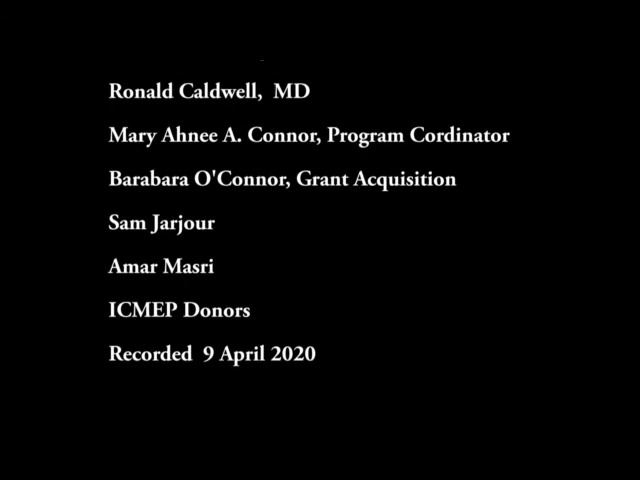 Ronald Caldwell,  MD
Mary Ahnee A. Connor, Program Cordinator
Barabara O'Connor, Grant Acquisition
Sam Jarjour
Amar Masri
ICMEP Donors
Recorded  9 April 2020